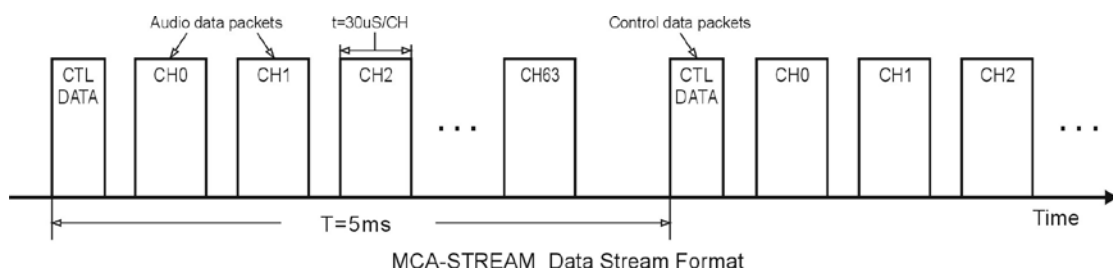 Audio data packets
t=30uS/CH
Control data packets
CTL DATA
CH0
CH1
CH2
...
CH63
CTL DATA
CH0
CH1
CH2
...
T=5ms
Time
MCA-STREAM Data Stream Format